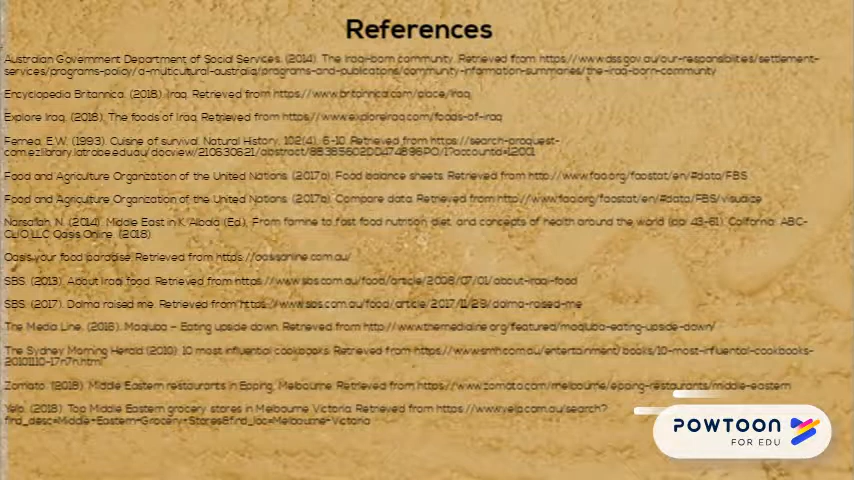 References
Australian Government Department of Social Services. (2014). The Iraqi-born community. Retrieved from https://www.dss.gov.au/our-responsibilities/settlement-
services/programs-policy/a-multicultural-australia/programs-and-publications/community-information-summaries/the-iraqi-born-community
Encyclopedia Britannica. (2018). Iraq. Retrieved from https://www.britannica.com/place/Iraq
Explore Iraq. (2018). The foods of Iraq. Retrieved from https://www.exploreiraq.com/foods-of-iraq
Fernea, E.W. (1993). Cuisine of survival. Natural History, 102(4), 6-10. Retrieved from https://search-proquest-
com.ez.library.latrobe.edu.au/docview/210630621/abstract/
Food and Agriculture Organization of the United Nations. (2017a). Food balance sheets. Retrieved from http://www.fao.org/faostat/en/#data/FBS
Food and Agriculture Organization of the United Nations. (2017b). Compare data. Retrieved from http://www.fao.org/faostat/en/#data/FBS/visualize
Narsallah, N. (2014). Middle East in K. Albala (Ed.), From famine to fast food: nutrition, diet, and concepts of health around the world (pp. 43-61). California: ABC-
CLIO, LLC. Oasis Online. (2018).
Oasis,your food paradise. Retrieved from https://oasisonline.com.au/
SBS. (2013). About Iraqi food. Retrieved from https://www.sbs.com.au/food/article/2008/07/01/about-iraqi-food
SBS. (2017). Dolma raised me. Retrieved from https://www.sbs.com.au/food/article/2017/11/29/dolma-raised-me
The Media Line. (2018). Maqluba – Eating upside down. Retrieved from http://www.themedialine.org/featured/maqluba-eating-upside-down/
The Sydney Morning Herald (2010). 10 most influential cookbooks. Retrieved from https://www.smh.com.au/entertainment/books/10-most-influential-cookbooks-
20101110-17n7n.html
Zomato. (2018). Middle Eastern restaurants in Epping, Melbourne. Retrieved from https://www.zomato.com/melbourne/epping-restaurants/middle-eastern
Yelp. (2018). Top Middle Eastern grocery stores in Melbourne Victoria. Retrieved from https://www.yelp.com.au/search?
find_desc=Middle+Eastern+Grocery+Stores&find_loc=Melbourne+Victoria
POWTOON
FOR EDU